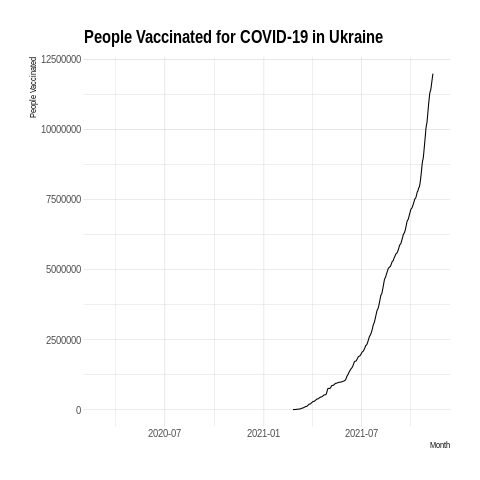 People Vaccinated for COVID-19 in Ukraine
People Vaccinated
12500000
10000000
7500000
5000000
2500000
0
2020-07 2021-01 2021-07
Month